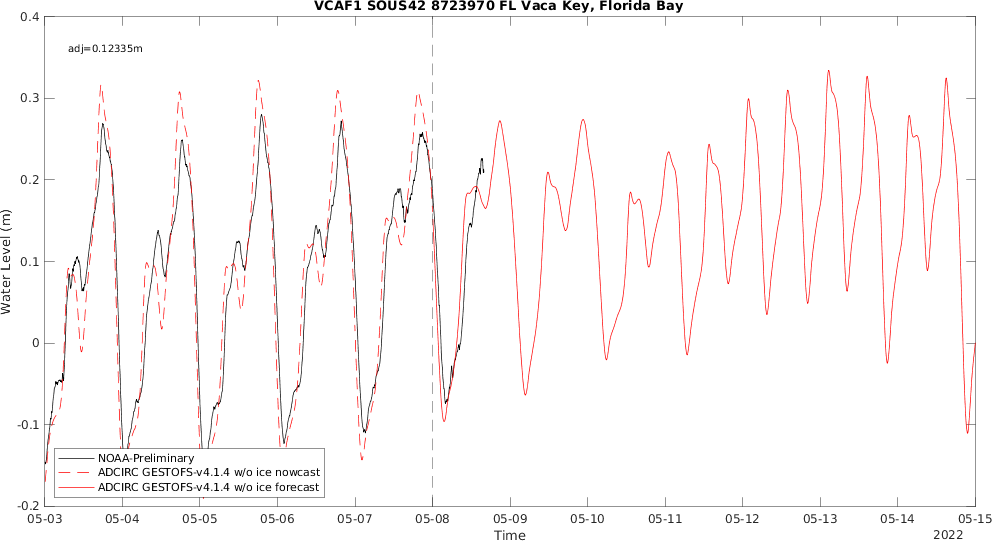 VCAF1 SOUS42 8723970 FL Vaca Key, Florida Bay
adj=0.12335m
Water Level (m)
0.4
0.3
0.2
0.1
0
-0.1
-0.2
NOAA-Preliminary
ADCIRC GESTOFS-v4.1.4 w/o ice nowcast
ADCIRC GESTOFS-v4.1.4 w/o ice forecast
05-03 05-04 05-05 05-06 05-07 05-08 05-09 05-10 05-11 05-12 05-13 05-14 05-15
Time
2022